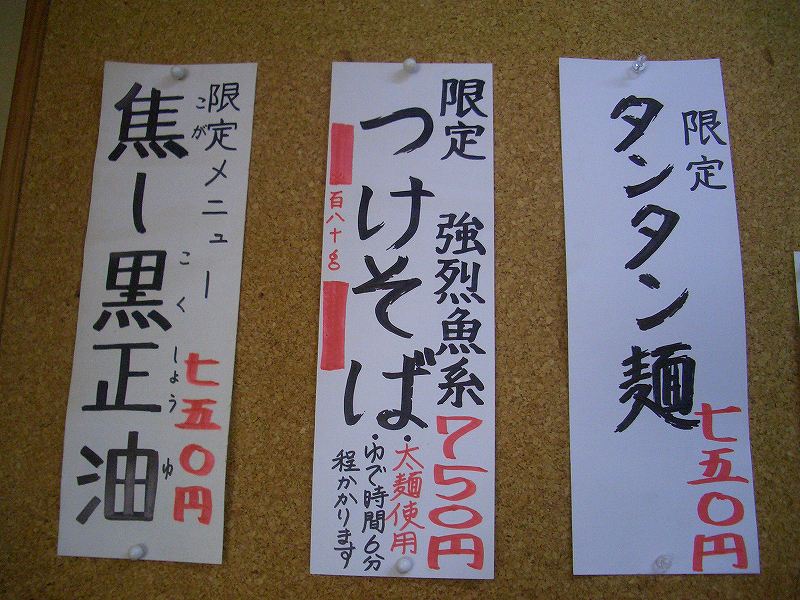 限定
タンタン麺
七五〇円
限定
強烈魚系
つけそば
750円
百八十g
・太麺使用
・ゆで時間6分
程かかります
限定メニュー
焦し黒正油
こが
こく
しょう
ゆ
七五〇円